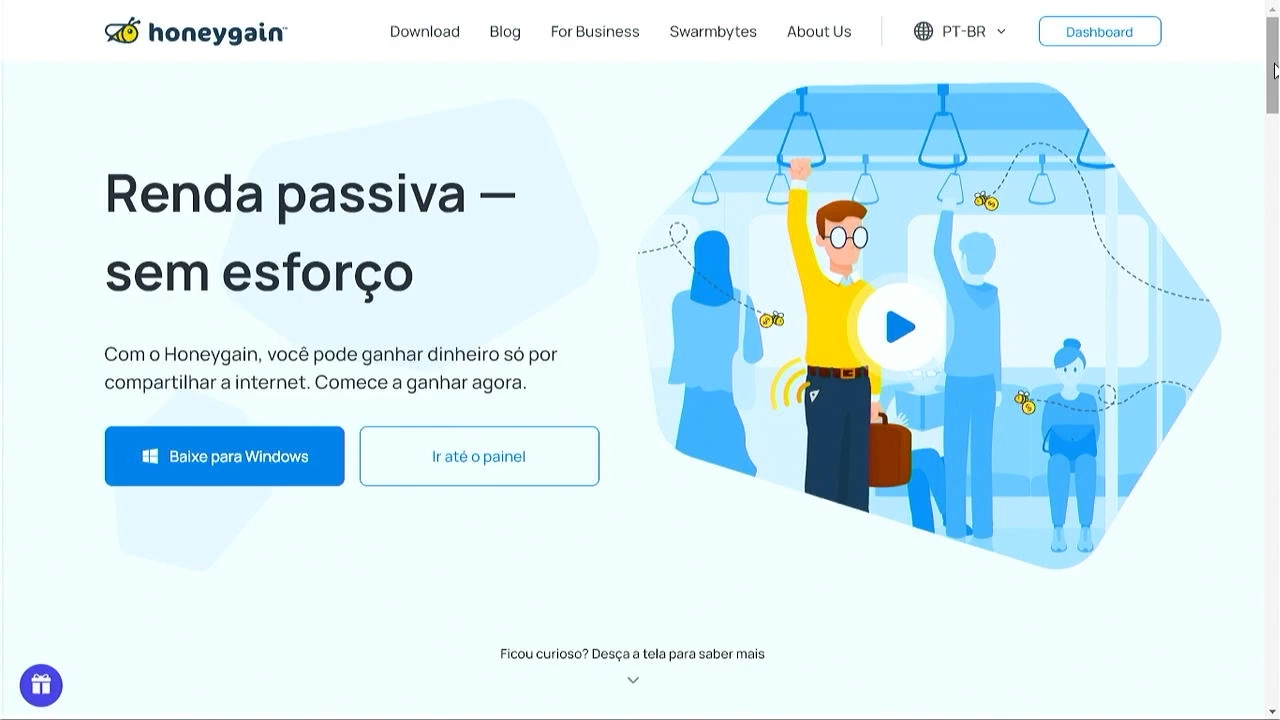 honeygain
Download
Blog
For Business
Swarmbytes
About Us
PT-BR
Dashboard
Renda passiva —
sem esforço
Com o Honeygain, você pode ganhar dinheiro só por
compartilhar a internet. Comece a ganhar agora.
Baixe para Windows
Ir até o painel
Ficou curioso? Desça a tela para saber mais